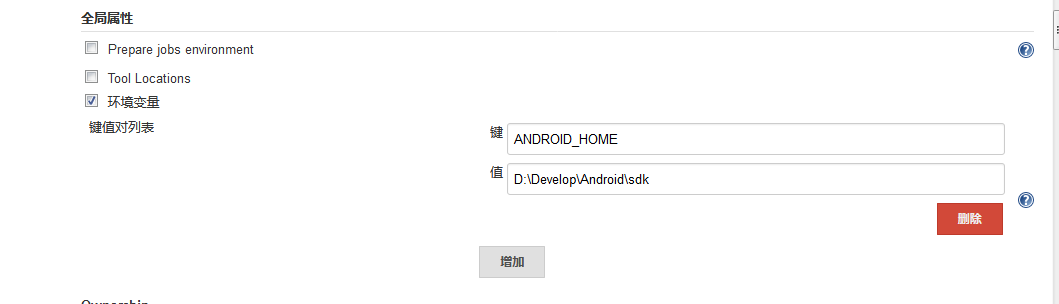 全局属性
Prepare jobs environment
Tool Locations
环境变量
键值对列表
键 ANDROID_HOME
值 D:\Develop\Android\sdk
删除
增加